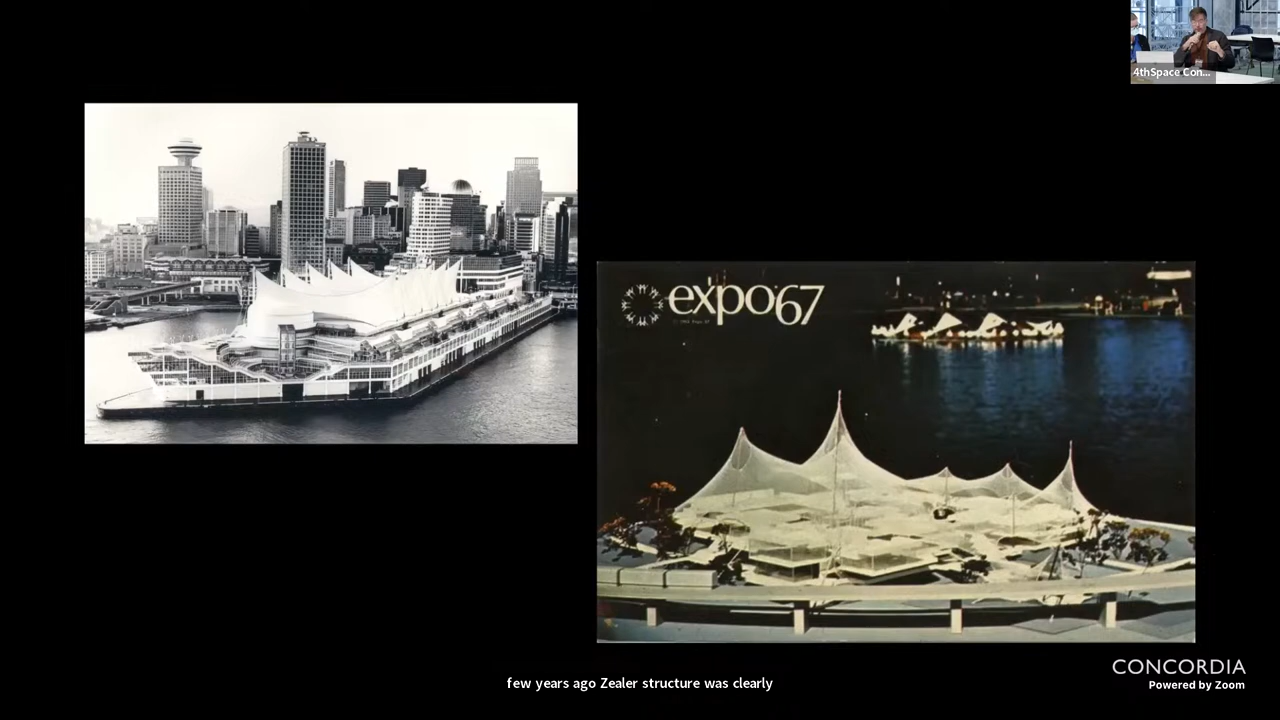 4thSpace Con...
expo67
few years ago Zealer structure was clearly
CONCORDIA
Powered by Zoom